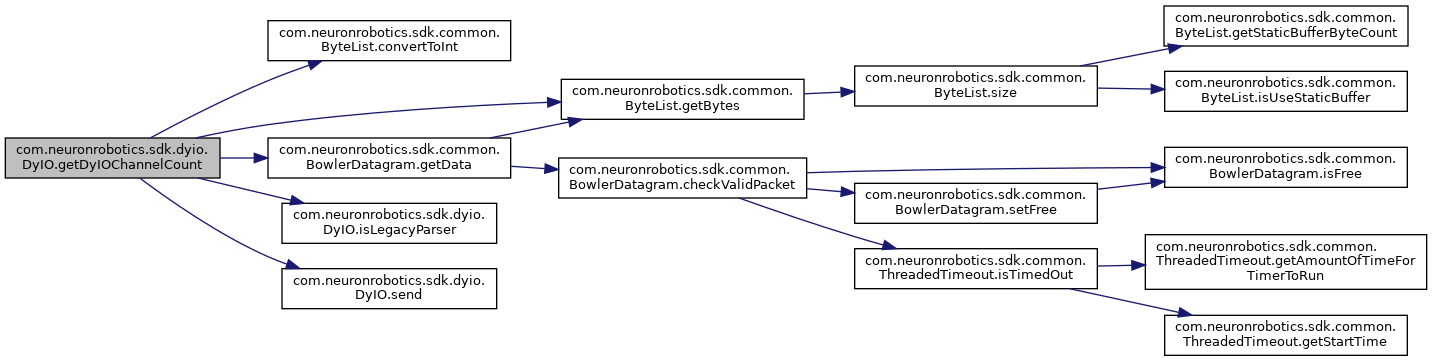 com.neuronrobotics.sdk.dyio.
DyIO.getDyIOChannelCount
com.neuronrobotics.sdk.common.
ByteList.convertToInt
com.neuronrobotics.sdk.common.
ByteList.getBytes
com.neuronrobotics.sdk.common.
BowlerDatagram.getData
com.neuronrobotics.sdk.dyio.
DyIO.isLegacyParser
com.neuronrobotics.sdk.dyio.
DyIO.send
com.neuronrobotics.sdk.common.
ByteList.size
com.neuronrobotics.sdk.common.
ByteList.getStaticBufferByteCount
com.neuronrobotics.sdk.common.
ByteList.isUseStaticBuffer
com.neuronrobotics.sdk.common.
BowlerDatagram.checkValidPacket
com.neuronrobotics.sdk.common.
BowlerDatagram.isFree
com.neuronrobotics.sdk.common.
BowlerDatagram.setFree
com.neuronrobotics.sdk.common.
ThreadedTimeout.isTimedOut
com.neuronrobotics.sdk.common.
ThreadedTimeout.getAmountOfTimeFor
TimerToRun
com.neuronrobotics.sdk.common.
ThreadedTimeout.getStartTime